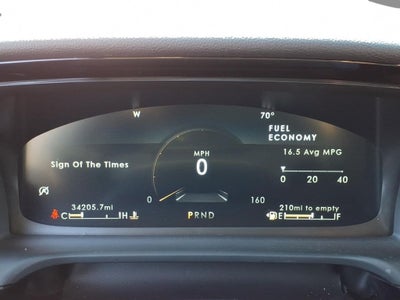 W 70°
FUEL
ECONOMY
MPH
16.5 Avg MPG
Sign Of The Times
0
0 20 40
0 160
34205.7mi
210mi to empty
C H
PRND
E F